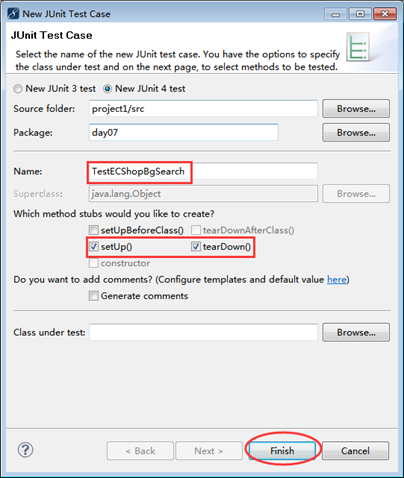 New JUnit Test Case
JUnit Test Case
Select the name of the new JUnit test case. You have the options to specify
the class under test and on the next page, to select methods to be tested.
New JUnit 3 test New JUnit 4 test
Source folder: project1/src Browse...
Package: day07 Browse...
Name: TestECShopBgSearch
Superclass: java.lang.Object Browse...
Which method stubs would you like to create?
setUpBeforeClass() tearDownAfterClass()
setUp() tearDown()
constructor
Do you want to add comments? (Configure templates and default value here)
Generate comments
Class under test: Browse...
? < Back Next > Finish Cancel